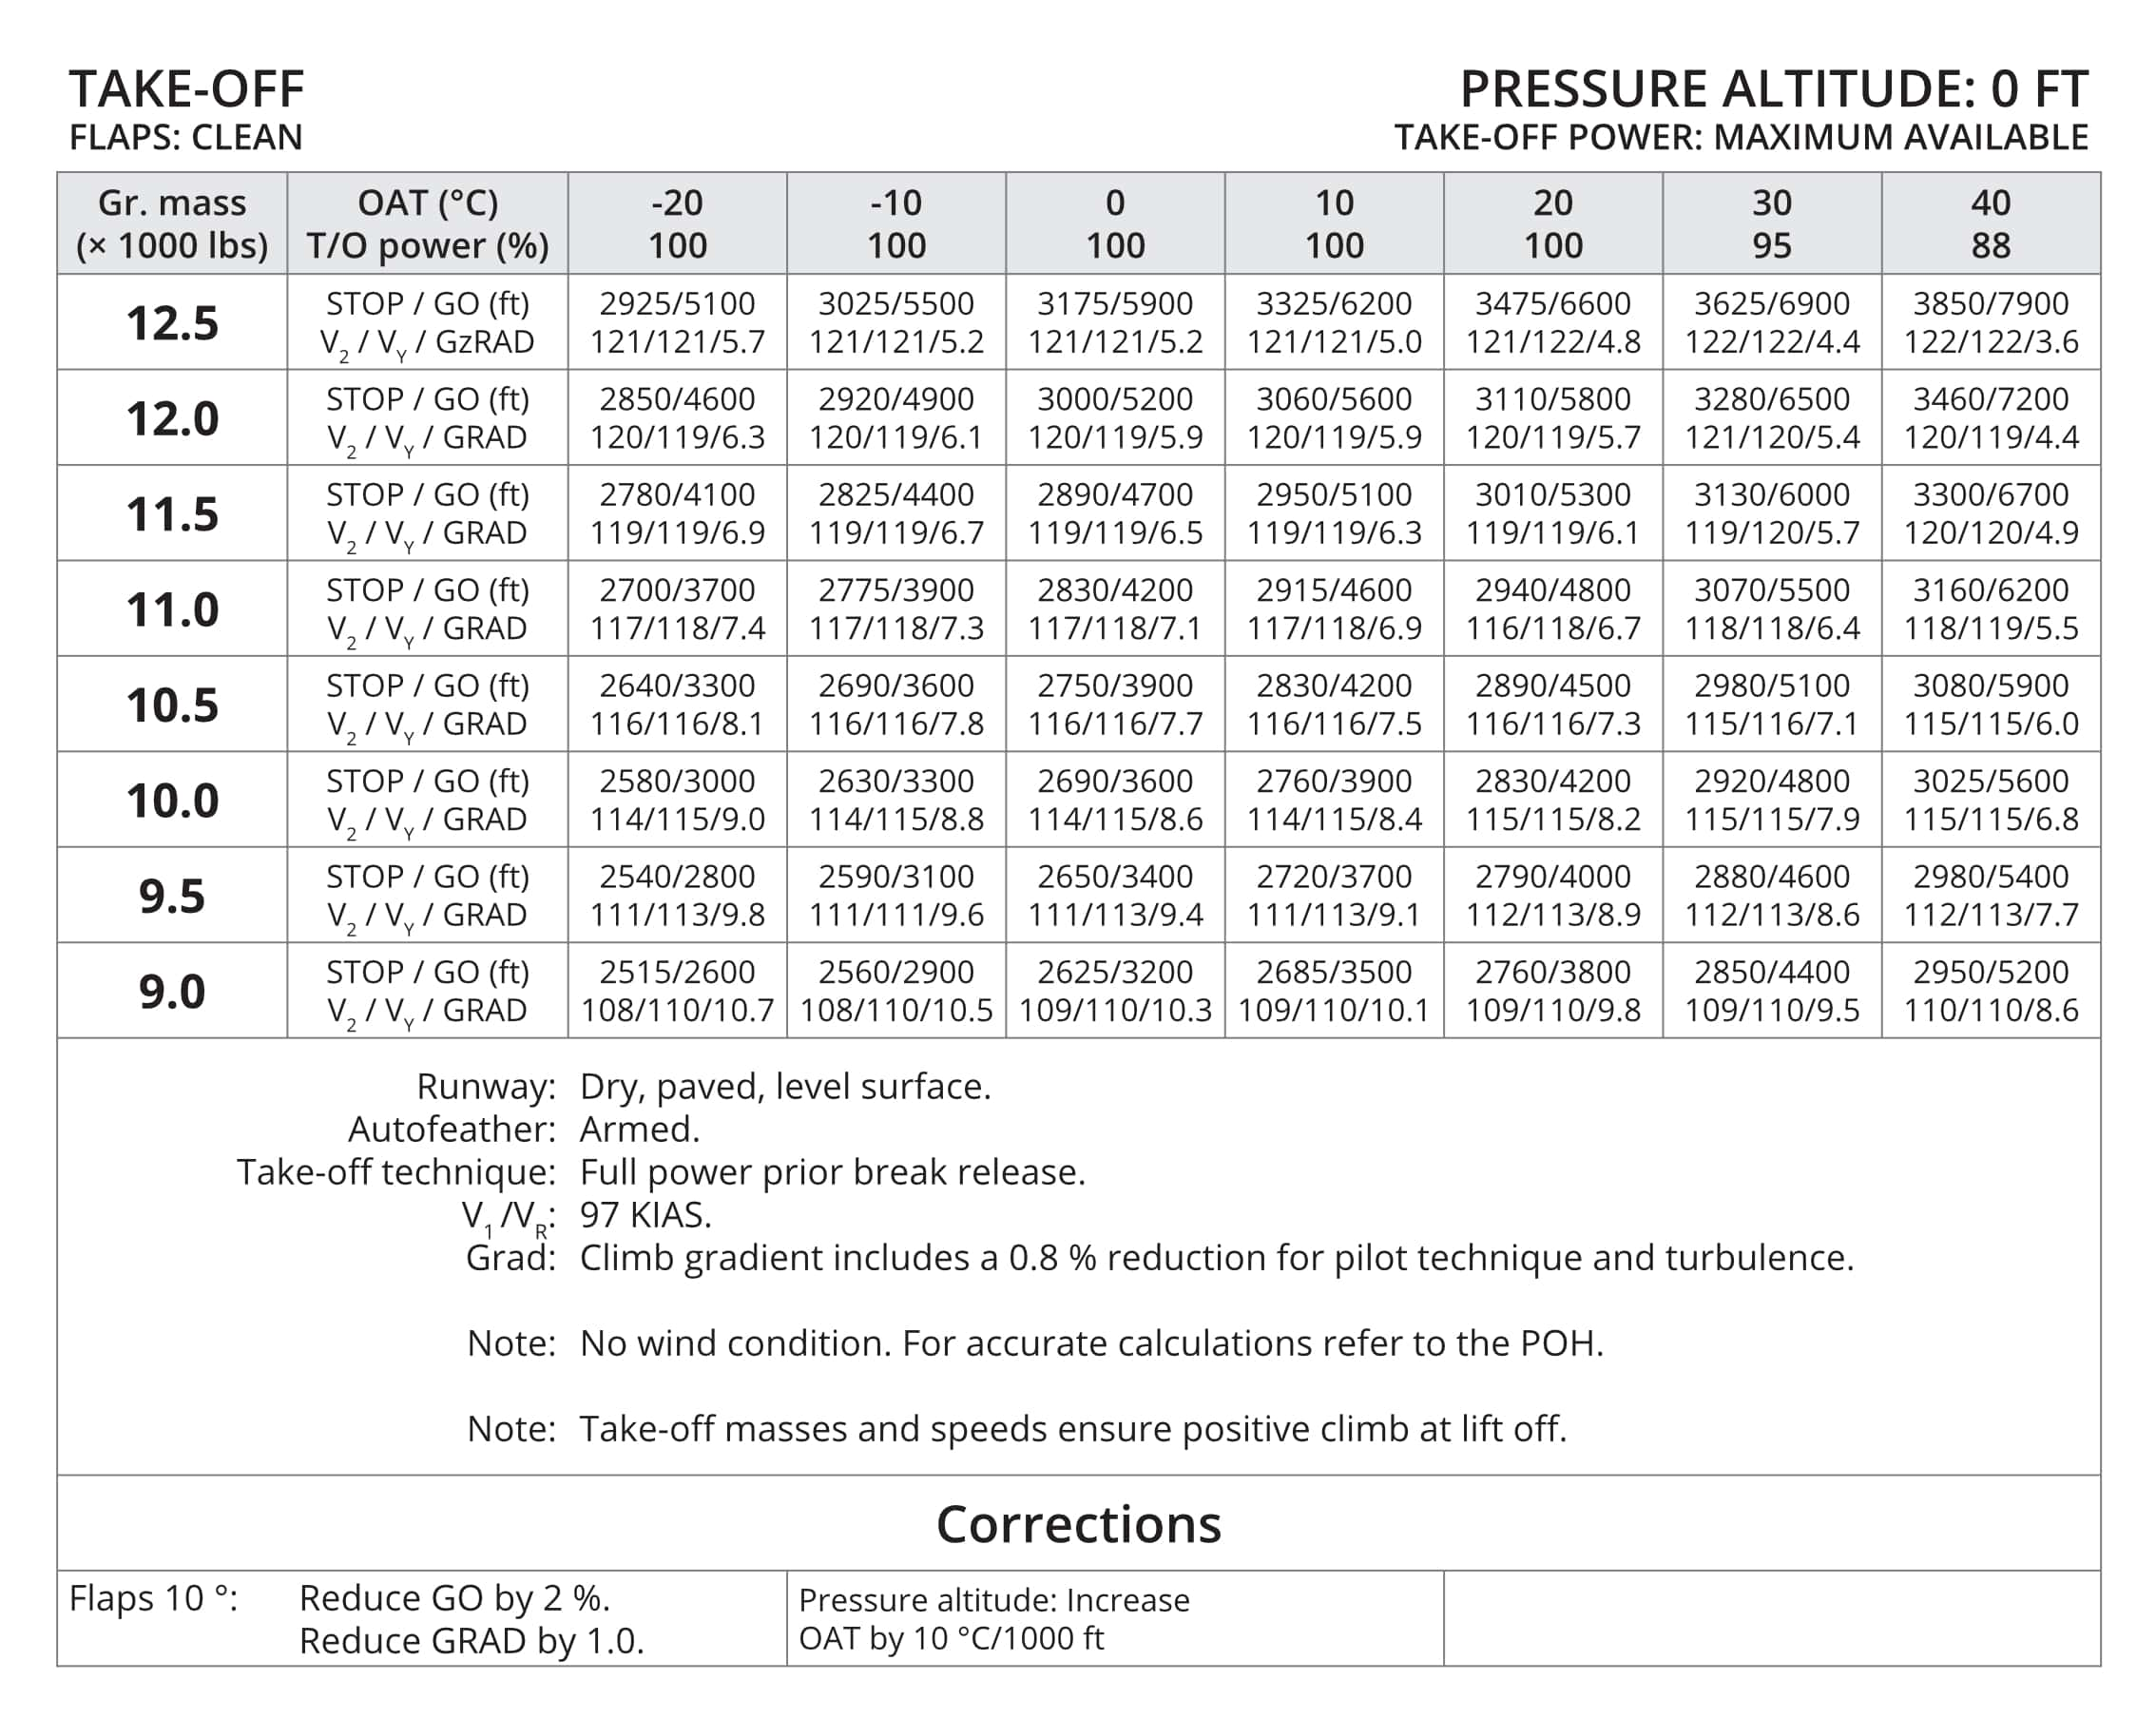 TAKE-OFF
FLAPS: CLEAN
PRESSURE ALTITUDE: 0 FT
TAKE-OFF POWER: MAXIMUM AVAILABLE
Gr. mass OAT (°C) -20 -10 0 10 20 30 40
(× 1000 lbs) T/O power (%) 100 100 100 100 100 95 88
12.5
STOP / GO (ft) 2925/5100 3025/5500 3175/5900 3325/6200 3475/6600 3625/6900 3850/7900
V2 / VY / GzRAD 121/121/5.7 121/121/5.2 121/121/5.2 121/121/5.0 121/122/4.8 122/122/4.4 122/122/3.6
12.0
STOP / GO (ft) 2850/4600 2920/4900 3000/5200 3060/5600 3110/5800 3280/6500 3460/7200
V2 / VY / GRAD 120/119/6.3 120/119/6.1 120/119/5.9 120/119/5.9 120/119/5.7 121/120/5.4 120/119/4.4
11.5
STOP / GO (ft) 2780/4100 2825/4400 2890/4700 2950/5100 3010/5300 3130/6000 3300/6700
V2 / VY / GRAD 119/119/6.9 119/119/6.7 119/119/6.5 119/119/6.3 119/119/6.1 119/120/5.7 120/120/4.9
11.0
STOP / GO (ft) 2700/3700 2775/3900 2830/4200 2915/4600 2940/4800 3070/5500 3160/6200
V2 / VY / GRAD 117/118/7.4 117/118/7.3 117/118/7.1 117/118/6.9 116/118/6.7 118/118/6.4 118/119/5.5
10.5
STOP / GO (ft) 2640/3300 2690/3600 2750/3900 2830/4200 2890/4500 2980/5100 3080/5900
V2 / VY / GRAD 116/116/8.1 116/116/7.8 116/116/7.7 116/116/7.5 116/116/7.3 115/116/7.1 115/115/6.0
10.0
STOP / GO (ft) 2580/3000 2630/3300 2690/3600 2760/3900 2830/4200 2920/4800 3025/5600
V2 / VY / GRAD 114/115/9.0 114/115/8.8 114/115/8.6 114/115/8.4 115/115/8.2 115/115/7.9 115/115/6.8
9.5
STOP / GO (ft) 2540/2800 2590/3100 2650/3400 2720/3700 2790/4000 2880/4600 2980/5400
V2 / VY / GRAD 111/113/9.8 111/111/9.6 111/113/9.4 111/113/9.1 112/113/8.9 112/113/8.6 112/113/7.7
9.0
STOP / GO (ft) 2515/2600 2560/2900 2625/3200 2685/3500 2760/3800 2850/4400 2950/5200
V2 / VY / GRAD 108/110/10.7 108/110/10.5 109/110/10.3 109/110/10.1 109/110/9.8 109/110/9.5 110/110/8.6
Runway: Dry, paved, level surface.
Autofeather: Armed.
Take-off technique: Full power prior break release.
V1 /VR: 97 KIAS.
Grad: Climb gradient includes a 0.8 % reduction for pilot technique and turbulence.
Note: No wind condition. For accurate calculations refer to the POH.
Note: Take-off masses and speeds ensure positive climb at lift off.
Corrections
Flaps 10 °: Reduce GO by 2 %.
Reduce GRAD by 1.0.
Pressure altitude: Increase
OAT by 10 °C/1000 ft